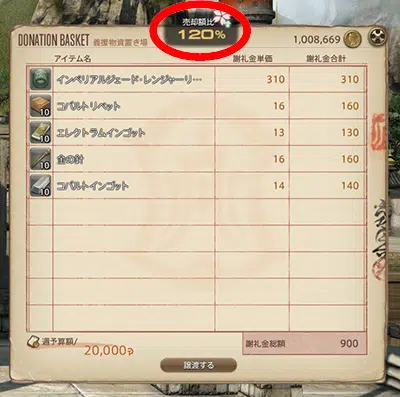 売却額比
120%
DONATION BASKET 義援物資置き場 1,008,669
アイテム名 謝礼金単価 謝礼金合計
インペリアルジェード・レンジャーリ… 310 310
コバルトリベット 16 160
10
エレクトラムインゴット 13 130
10
金の針 16 160
10
コバルトインゴット 14 140
10
週予算額/ 20,000
謝礼金総額 900
譲渡する